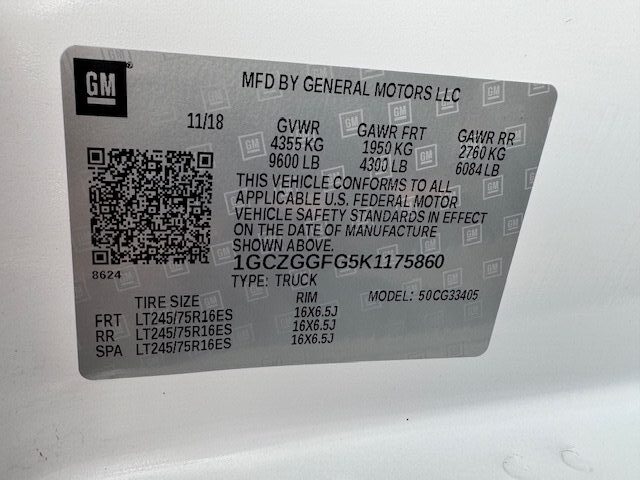 GM
MFD BY GENERAL MOTORS LLC
11/18 GVWR GAWR FRT GAWR RR
4355 KG 1950 KG 2760 KG
9600 LB 4300 LB 6084 LB
THIS VEHICLE CONFORMS TO ALL
APPLICABLE U.S. FEDERAL MOTOR
VEHICLE SAFETY STANDARDS IN EFFECT
ON THE DATE OF MANUFACTURE
SHOWN ABOVE.
8624
1GCZGGFG5K1175860
TYPE: TRUCK MODEL: 50CG33405
TIRE SIZE RIM
FRT LT245/75R16ES 16X6.5J
RR LT245/75R16ES 16X6.5J
SPA LT245/75R16ES 16X6.5J